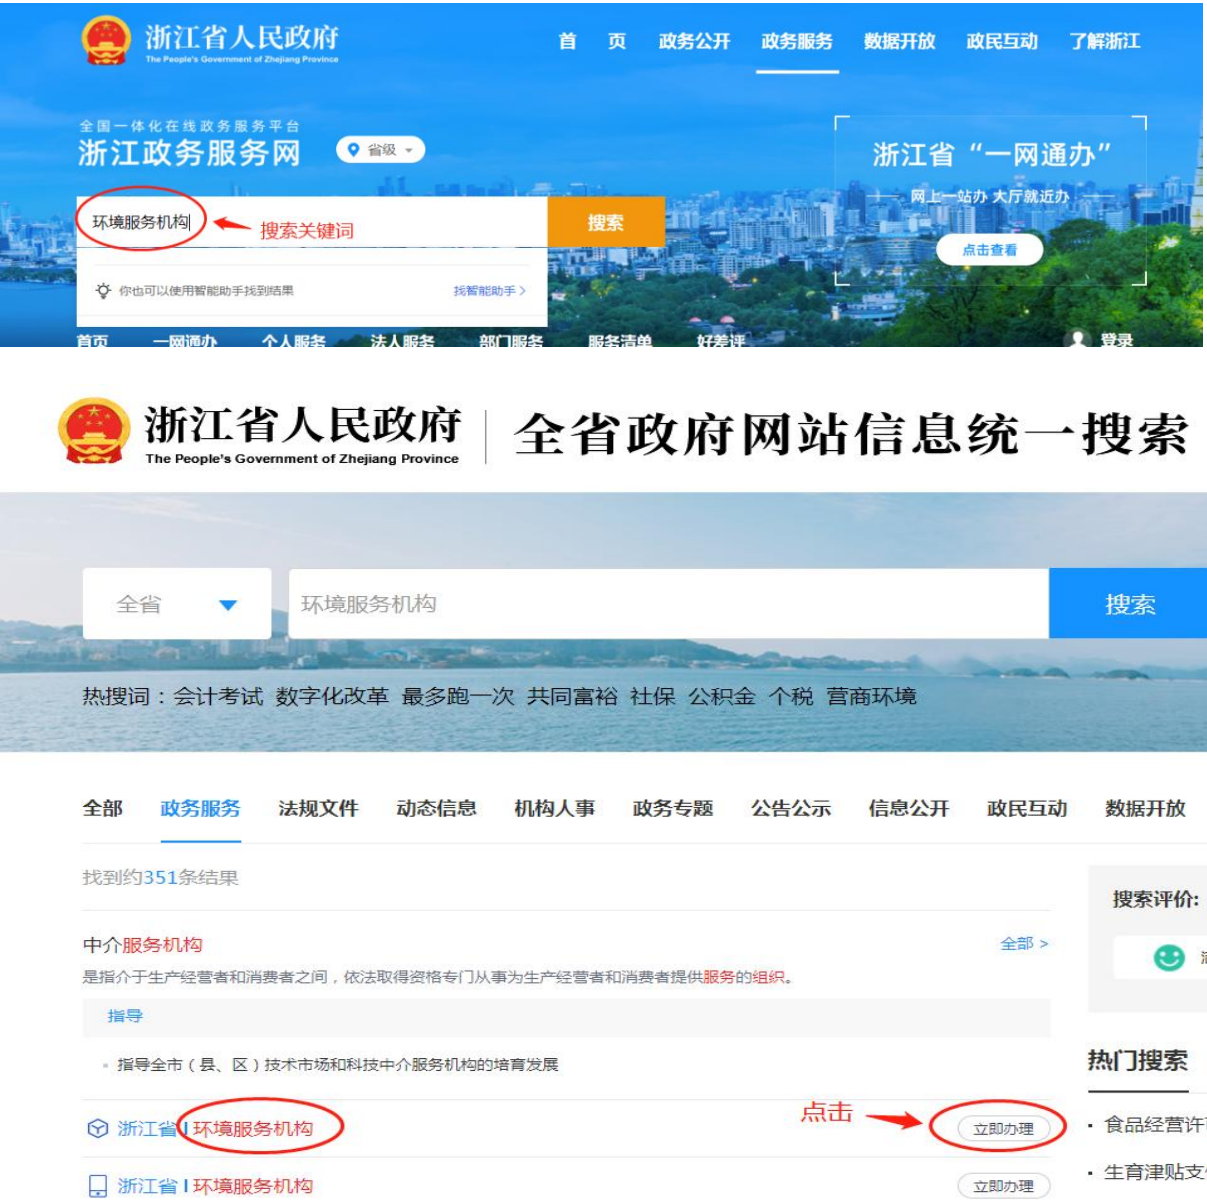 浙江省人民政府
The People's Government of Zhejiang Province
首 页 政务公开 政务服务 数据开放 政民互动 了解浙江
全国一体化在线政务服务平台
浙江政务服务网 省级
浙江省“一网通办”
网上一站办 大厅就近办
点击查看
环境服务机构 搜索关键词 搜索
你也可以使用智能助手找到结果 找智能助手 >
首页 一网通办 个人服务 法人服务 部门服务 服务清单 好差评 登录
浙江省人民政府 全省政府网站信息统一搜索
The People's Government of Zhejiang Province
全省 环境服务机构 搜索
热搜词：会计考试 数字化改革 最多跑一次 共同富裕 社保 公积金 个税 营商环境
全部 政务服务 法规文件 动态信息 机构人事 政务专题 公告公示 信息公开 政民互动 数据开放
找到约351条结果
搜索评价:
中介服务机构 全部 >
是指介于生产经营者和消费者之间，依法取得资格专门从事为生产经营者和消费者提供服务的组织。
指导
指导全市（县、区）技术市场和科技中介服务机构的培育发展
热门搜索
浙江省 | 环境服务机构 点击 立即办理
食品经营许
浙江省 | 环境服务机构 立即办理
生育津贴支